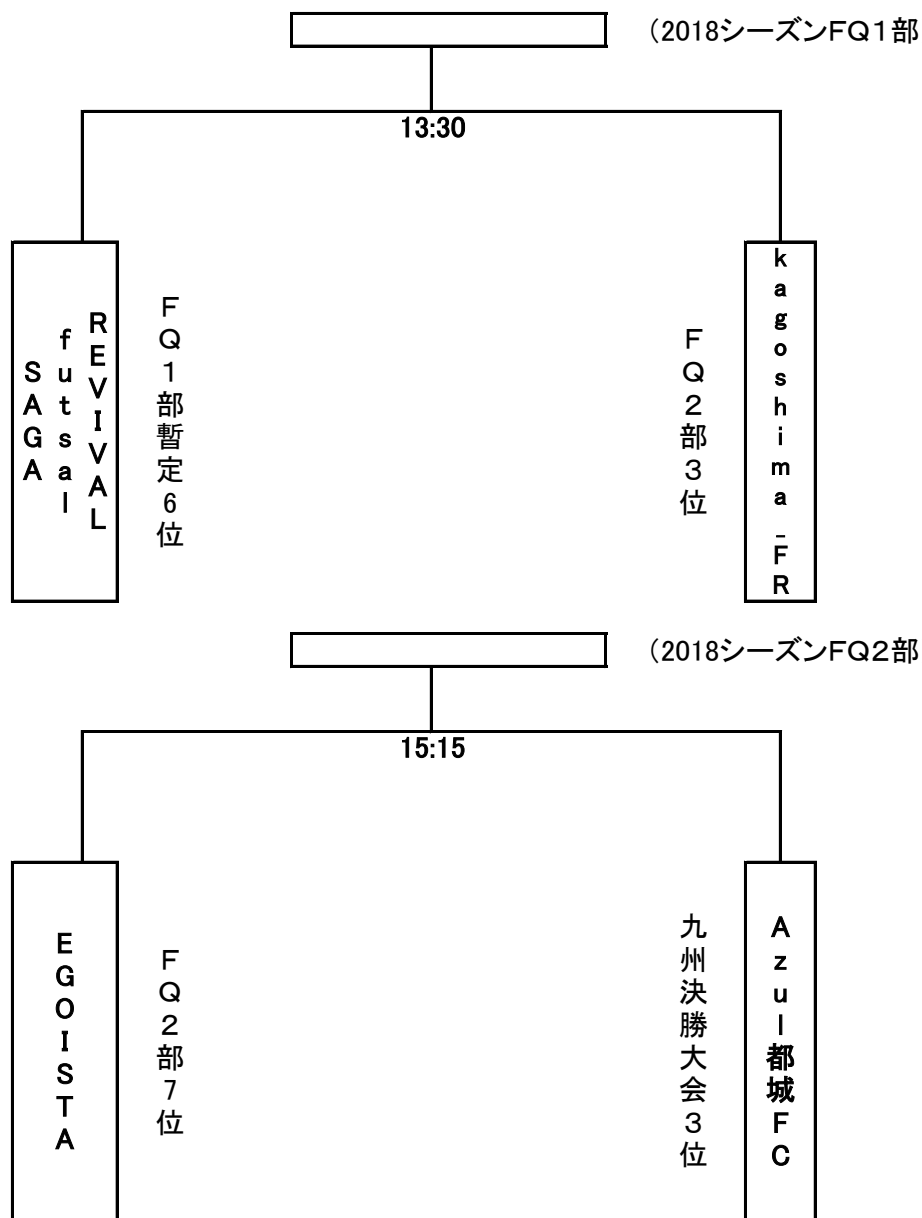 （2018シーズンFQ１部
13:30
REVIVAL
futsal
SAGA
FQ１部暫定６位
FQ２部３位
kagoshima_FR
（2018シーズンFQ２部
15:15
EGOISTA
FQ２部７位
九州決勝大会３位
Azul都城FC